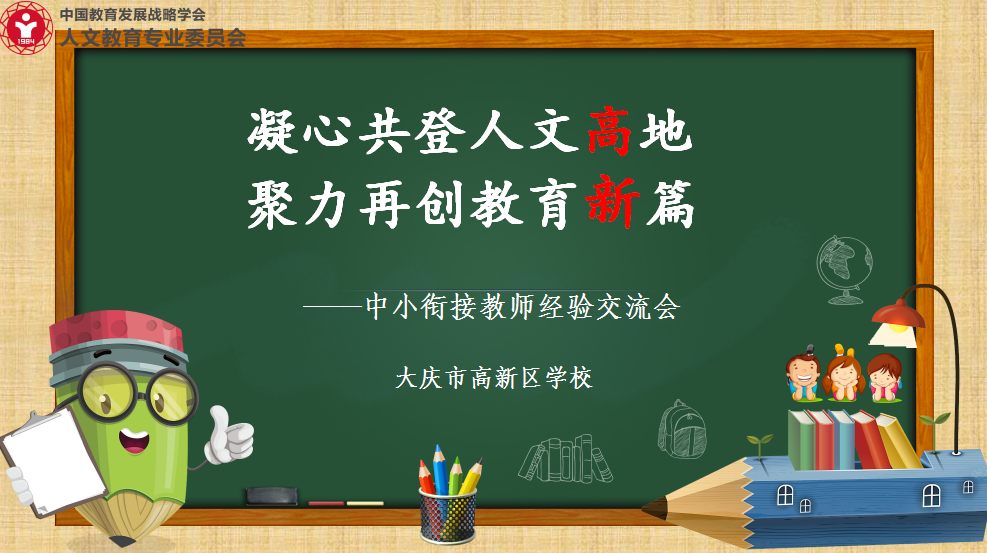 中国教育发展战略学会
人文教育专业委员会
1984
凝心共登人文高地
聚力再创教育新篇
——中小衔接教师经验交流会
大庆市高新区学校